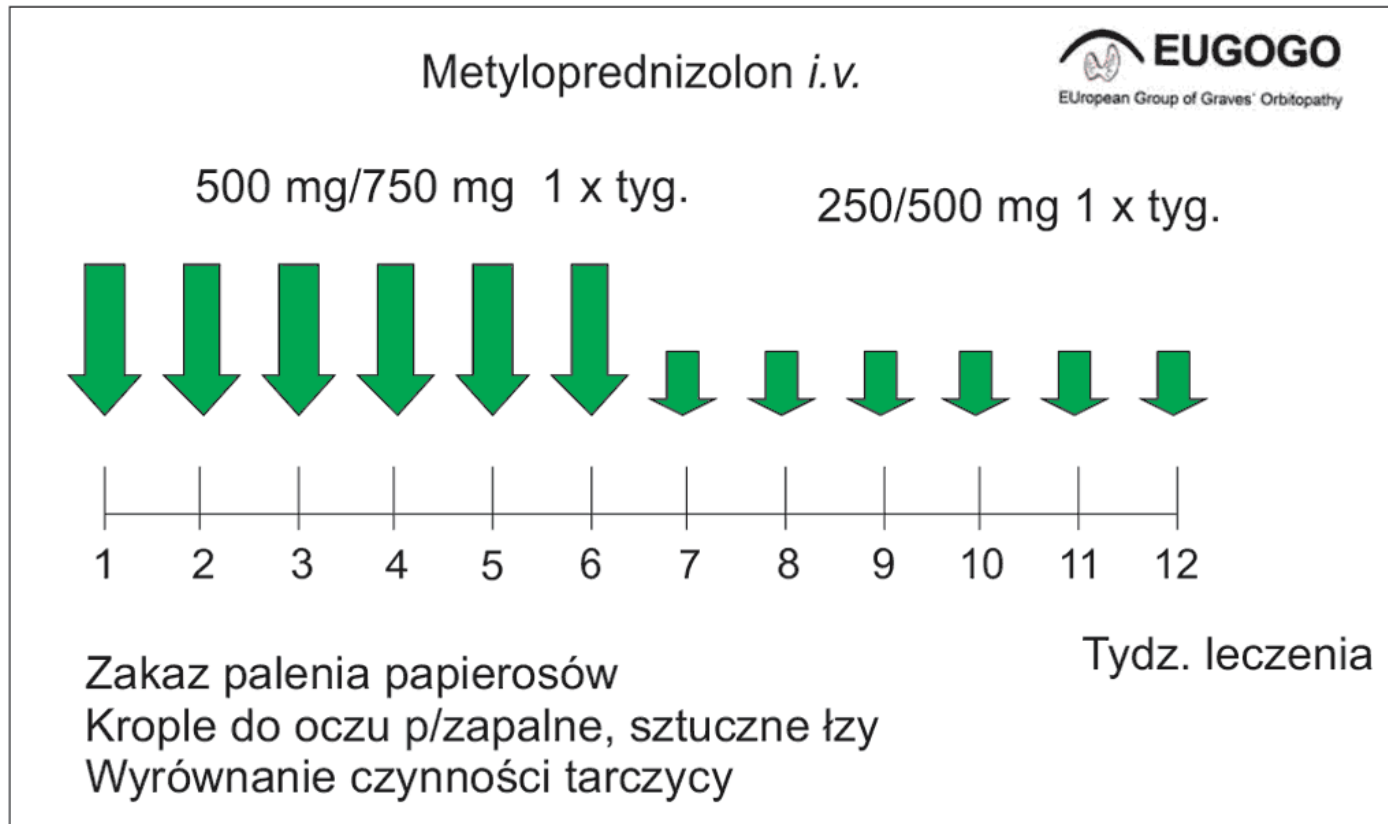 Metyloprednizolon i.v.
EUGOGO
EUropean Group of Graves' Orbitopathy
500 mg/750 mg 1 x tyg.
250/500 mg 1 x tyg.
1 2 3 4 5 6 7 8 9 10 11 12
Tydz. leczenia
Zakaz palenia papierosów
Krople do oczu p/zapalne, sztuczne łzy
Wyrównanie czynności tarczycy